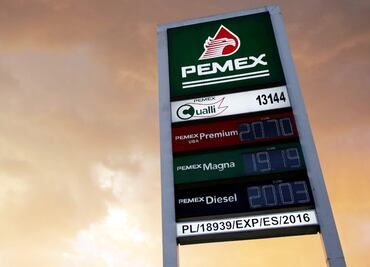 PEMEX
PEMEX
Cualli
13144
PEMEX Premium 20.70
PEMEX Magna 19.19
PEMEX Diesel 20.03
PL/18939/EXP/ES/2016